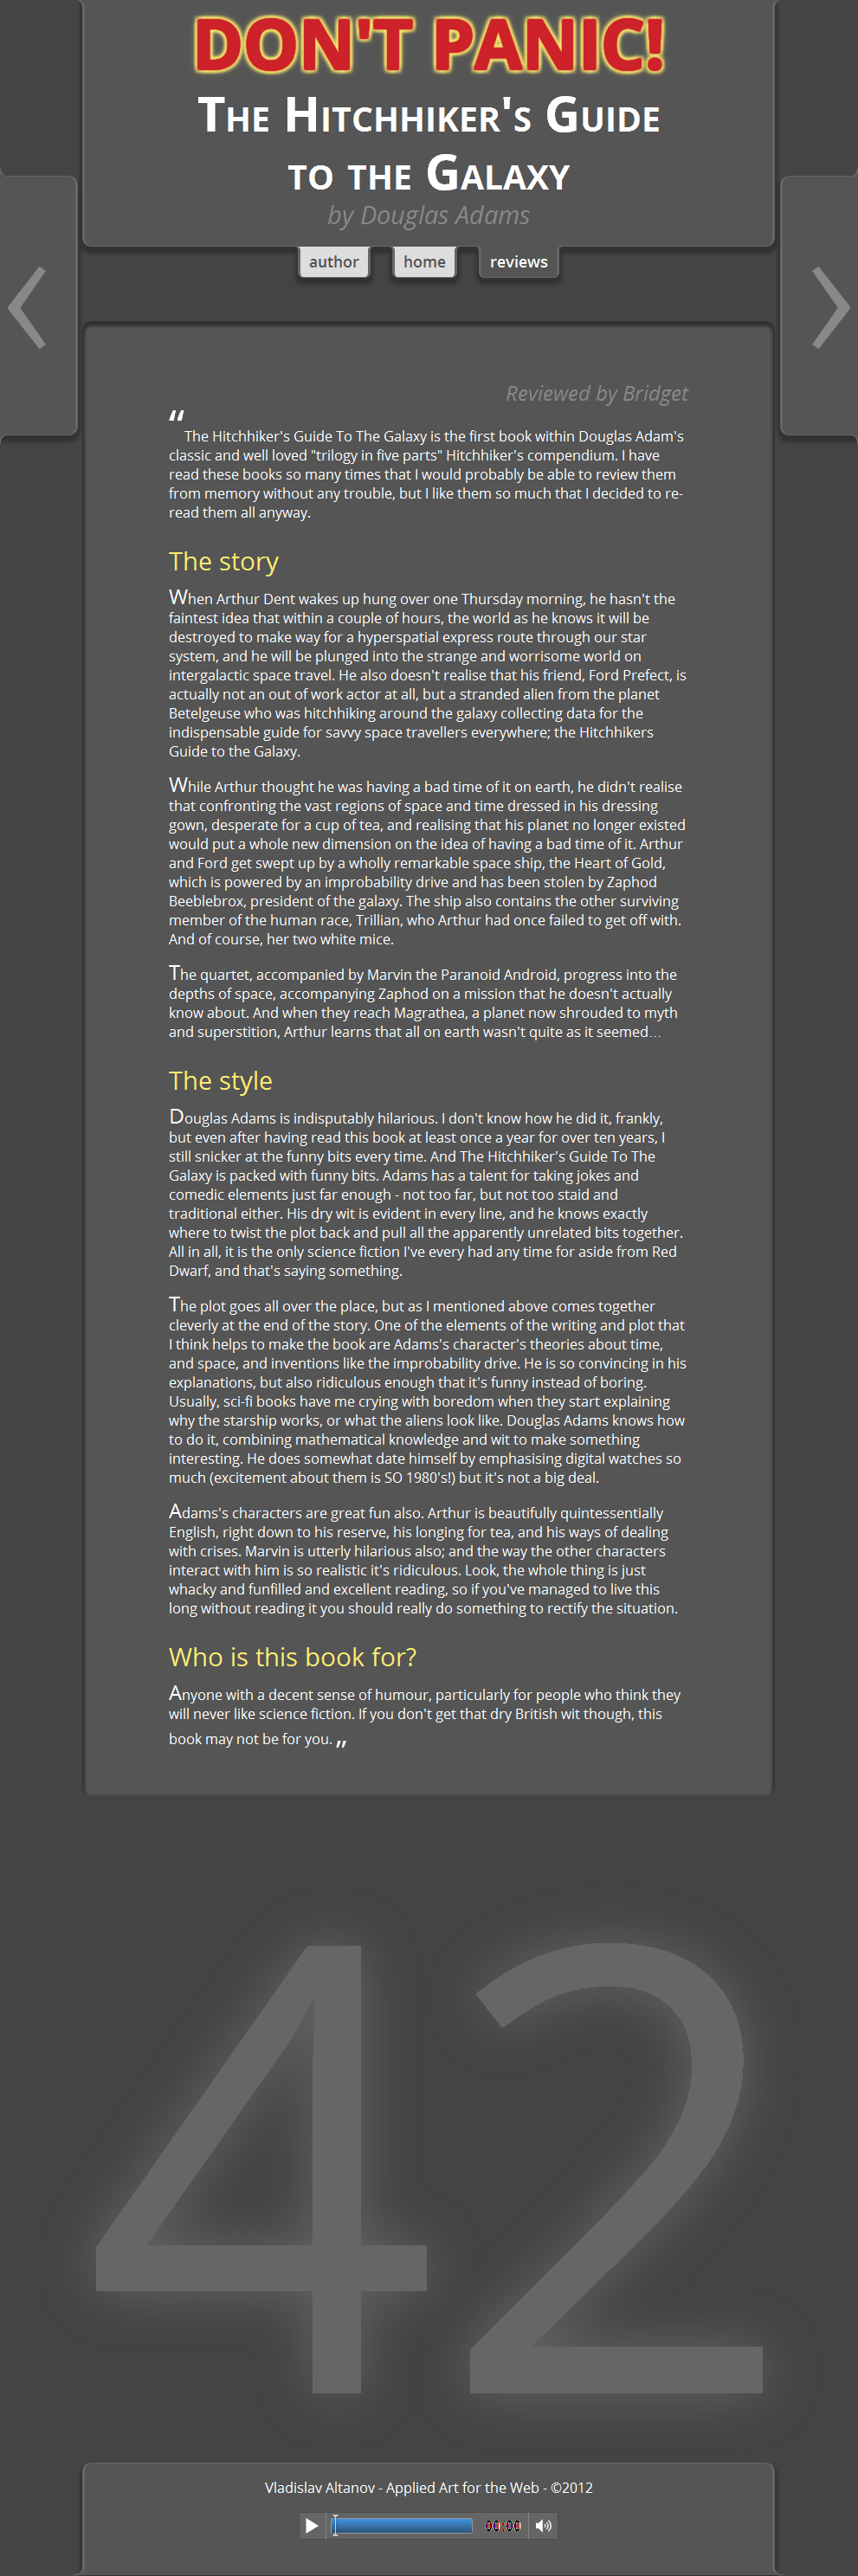 DON'T PANIC!
The Hitchhiker's Guide
to the Galaxy
by Douglas Adams
author home reviews
Reviewed by Bridget
“
The Hitchhiker's Guide To The Galaxy is the first book within Douglas Adam's
classic and well loved "trilogy in five parts" Hitchhiker's compendium. I have
read these books so many times that I would probably be able to review them
from memory without any trouble, but I like them so much that I decided to re-
read them all anyway.
The story
When Arthur Dent wakes up hung over one Thursday morning, he hasn't the
faintest idea that within a couple of hours, the world as he knows it will be
destroyed to make way for a hyperspatial express route through our star
system, and he will be plunged into the strange and worrisome world on
intergalactic space travel. He also doesn't realise that his friend, Ford Prefect, is
actually not an out of work actor at all, but a stranded alien from the planet
Betelgeuse who was hitchhiking around the galaxy collecting data for the
indispensable guide for savvy space travellers everywhere; the Hitchhikers
Guide to the Galaxy.
While Arthur thought he was having a bad time of it on earth, he didn't realise
that confronting the vast regions of space and time dressed in his dressing
gown, desperate for a cup of tea, and realising that his planet no longer existed
would put a whole new dimension on the idea of having a bad time of it. Arthur
and Ford get swept up by a wholly remarkable space ship, the Heart of Gold,
which is powered by an improbability drive and has been stolen by Zaphod
Beeblebrox, president of the galaxy. The ship also contains the other surviving
member of the human race, Trillian, who Arthur had once failed to get off with.
And of course, her two white mice.
The quartet, accompanied by Marvin the Paranoid Android, progress into the
depths of space, accompanying Zaphod on a mission that he doesn't actually
know about. And when they reach Magrathea, a planet now shrouded to myth
and superstition, Arthur learns that all on earth wasn't quite as it seemed…
The style
Douglas Adams is indisputably hilarious. I don't know how he did it, frankly,
but even after having read this book at least once a year for over ten years, I
still snicker at the funny bits every time. And The Hitchhiker's Guide To The
Galaxy is packed with funny bits. Adams has a talent for taking jokes and
comedic elements just far enough - not too far, but not too staid and
traditional either. His dry wit is evident in every line, and he knows exactly
where to twist the plot back and pull all the apparently unrelated bits together.
All in all, it is the only science fiction I've every had any time for aside from Red
Dwarf, and that's saying something.
The plot goes all over the place, but as I mentioned above comes together
cleverly at the end of the story. One of the elements of the writing and plot that
I think helps to make the book are Adams's character's theories about time,
and space, and inventions like the improbability drive. He is so convincing in his
explanations, but also ridiculous enough that it's funny instead of boring.
Usually, sci-fi books have me crying with boredom when they start explaining
why the starship works, or what the aliens look like. Douglas Adams knows how
to do it, combining mathematical knowledge and wit to make something
interesting. He does somewhat date himself by emphasising digital watches so
much (excitement about them is SO 1980's!) but it's not a big deal.
Adams's characters are great fun also. Arthur is beautifully quintessentially
English, right down to his reserve, his longing for tea, and his ways of dealing
with crises. Marvin is utterly hilarious also; and the way the other characters
interact with him is so realistic it's ridiculous. Look, the whole thing is just
whacky and funfilled and excellent reading, so if you've managed to live this
long without reading it you should really do something to rectify the situation.
Who is this book for?
Anyone with a decent sense of humour, particularly for people who think they
will never like science fiction. If you don't get that dry British wit though, this
book may not be for you. „
42
Vladislav Altanov - Applied Art for the Web - ©2012
00:00